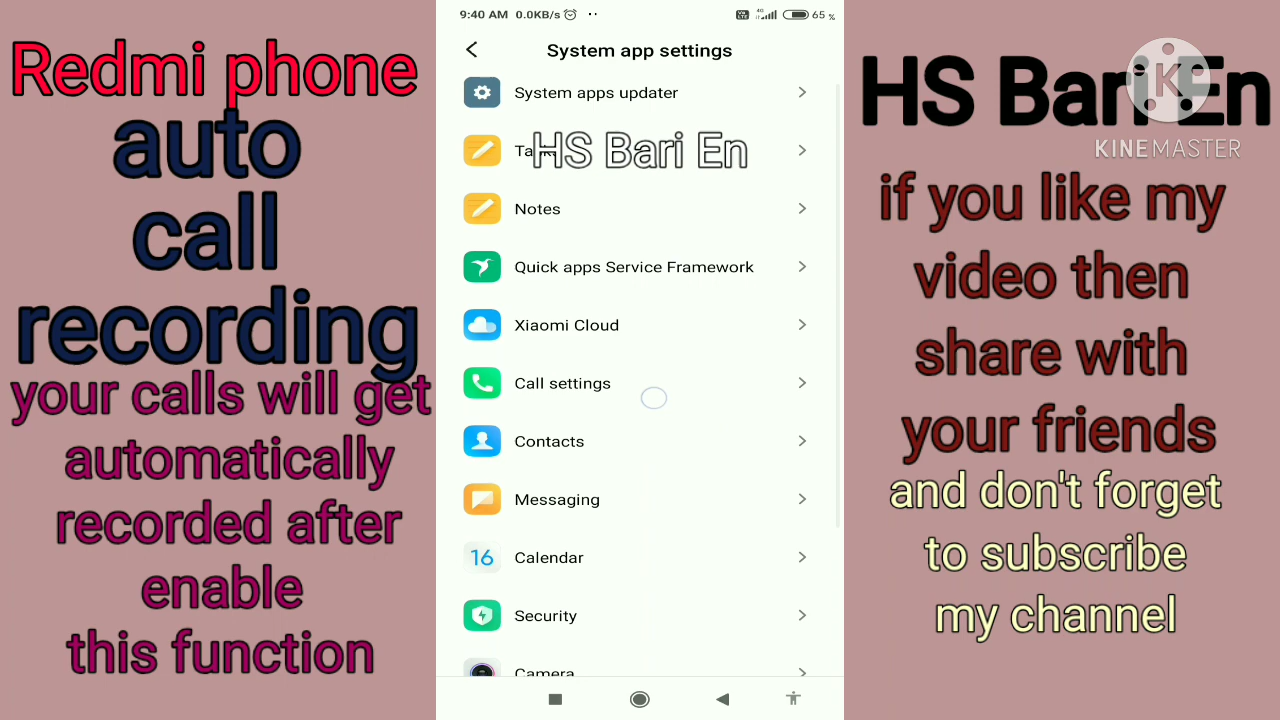 Redmi phone
auto
call
recording
your calls will get
automatically
recorded after
enable
this function
9:40 AM 0.0KB/s 4G 65 %
System app settings
System apps updater
HS Bari En
Notes
Quick apps Service Framework
Xiaomi Cloud
Call settings
Contacts
Messaging
16 Calendar
Security
Camera
HS Bari En
K
KINEMASTER
if you like my
video then
share with
your friends
and don't forget
to subscribe
my channel